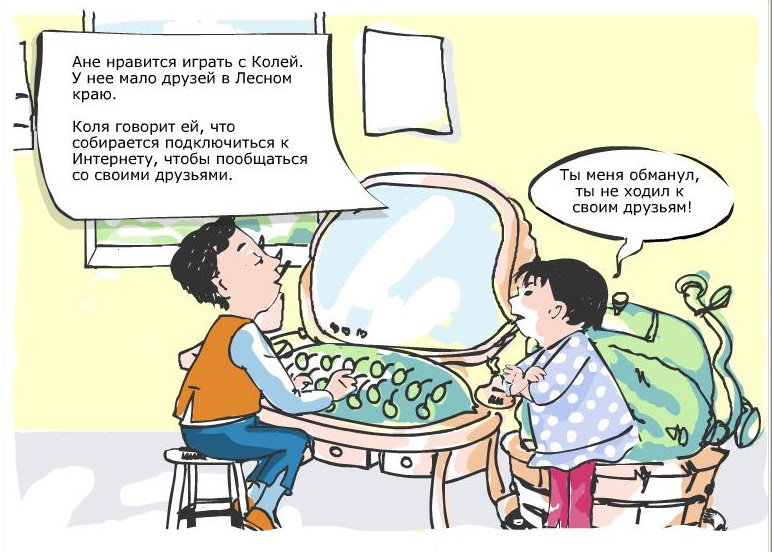 Ане нравится играть с Колей.
У нее мало друзей в Лесном
краю.
Коля говорит ей, что
собирается подключиться к
Интернету, чтобы пообщаться
со своими друзьями.
Ты меня обманул,
ты не ходил к
своим друзьям!